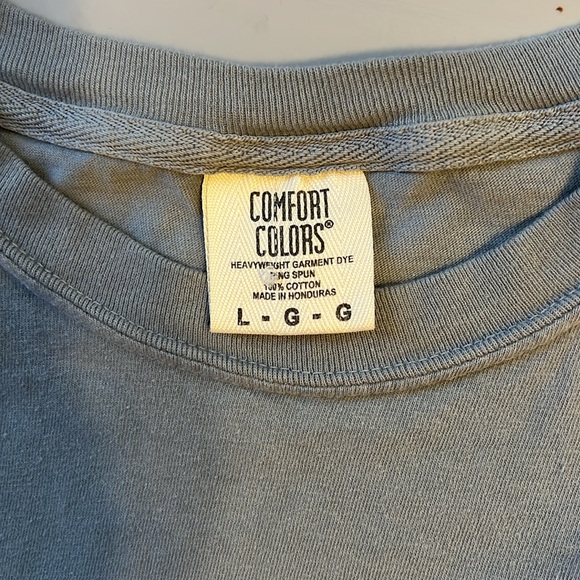 COMFORT
COLORS®
HEAVYWEIGHT GARMENT DYE
RING SPUN
100% COTTON
MADE IN HONDURAS
L - G - G